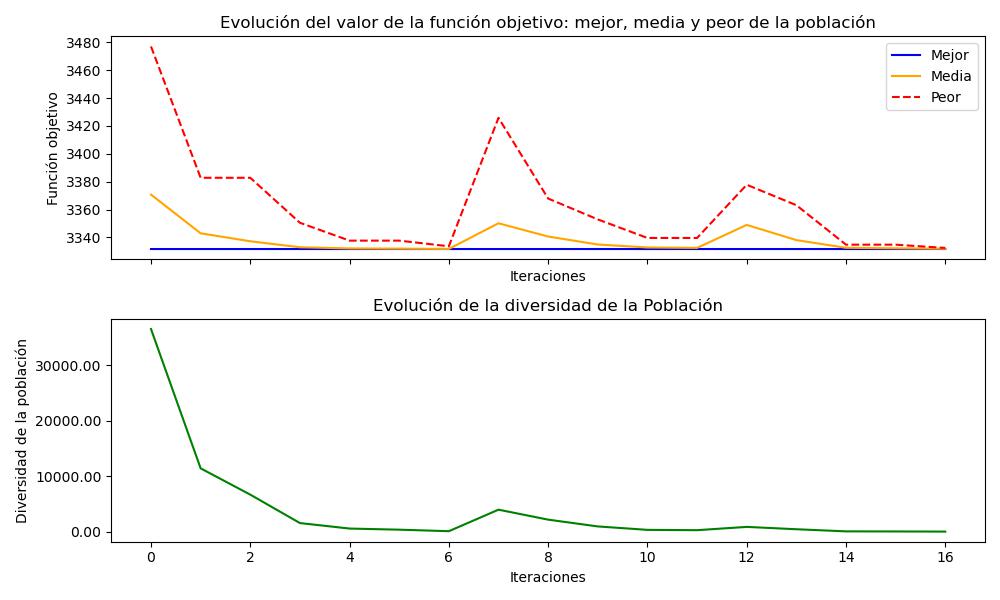 Evolución del valor de la función objetivo: mejor, media y peor de la población
3480
3460
3440
3420
3400
3380
3360
3340
Función objetivo
Mejor
Media
Peor
Iteraciones
Evolución de la diversidad de la Población
30000.00
20000.00
10000.00
0.00
Diversidad de la población
0 2 4 6 8 10 12 14 16
Iteraciones